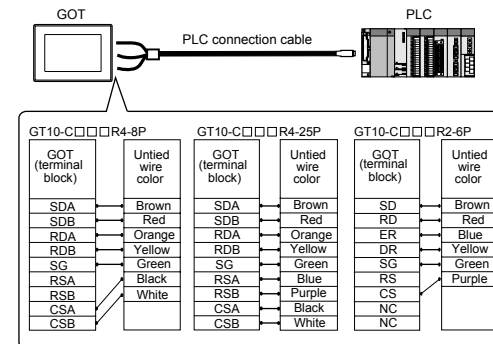 GOT
PLC
PLC connection cable
GT10-C□□□R4-8P
GOT
(terminal
block)
Untied
wire
color
SDA Brown
SDB Red
RDA Orange
RDB Yellow
SG Green
RSA Black
RSB White
CSA
CSB
GT10-C□□□R4-25P
GOT
(terminal
block)
Untied
wire
color
SDA Brown
SDB Red
RDA Orange
RDB Yellow
SG Green
RSA Blue
RSB Purple
CSA Black
CSB White
GT10-C□□□R2-6P
GOT
(terminal
block)
Untied
wire
color
SD Brown
RD Red
ER Blue
DR Yellow
SG Green
RS Purple
CS
NC
NC